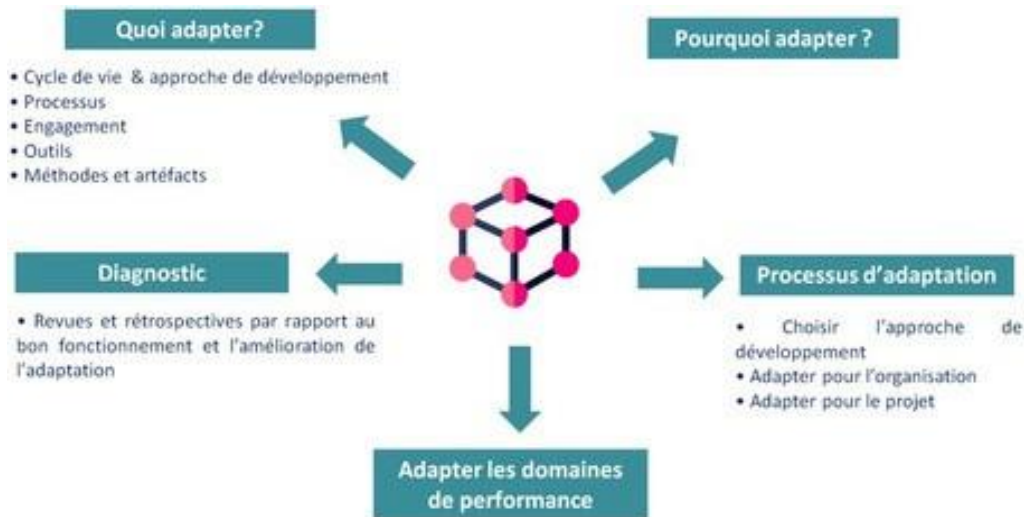 Quoi adapter?
• Cycle de vie & approche de développement
• Processus
• Engagement
• Outils
• Méthodes et artéfacts
Pourquoi adapter ?
Diagnostic
• Revues et rétrospectives par rapport au
bon fonctionnement et l'amélioration de
l'adaptation
Processus d'adaptation
• Choisir l'approche de
développement
• Adapter pour l'organisation
• Adapter pour le projet
Adapter les domaines
de performance